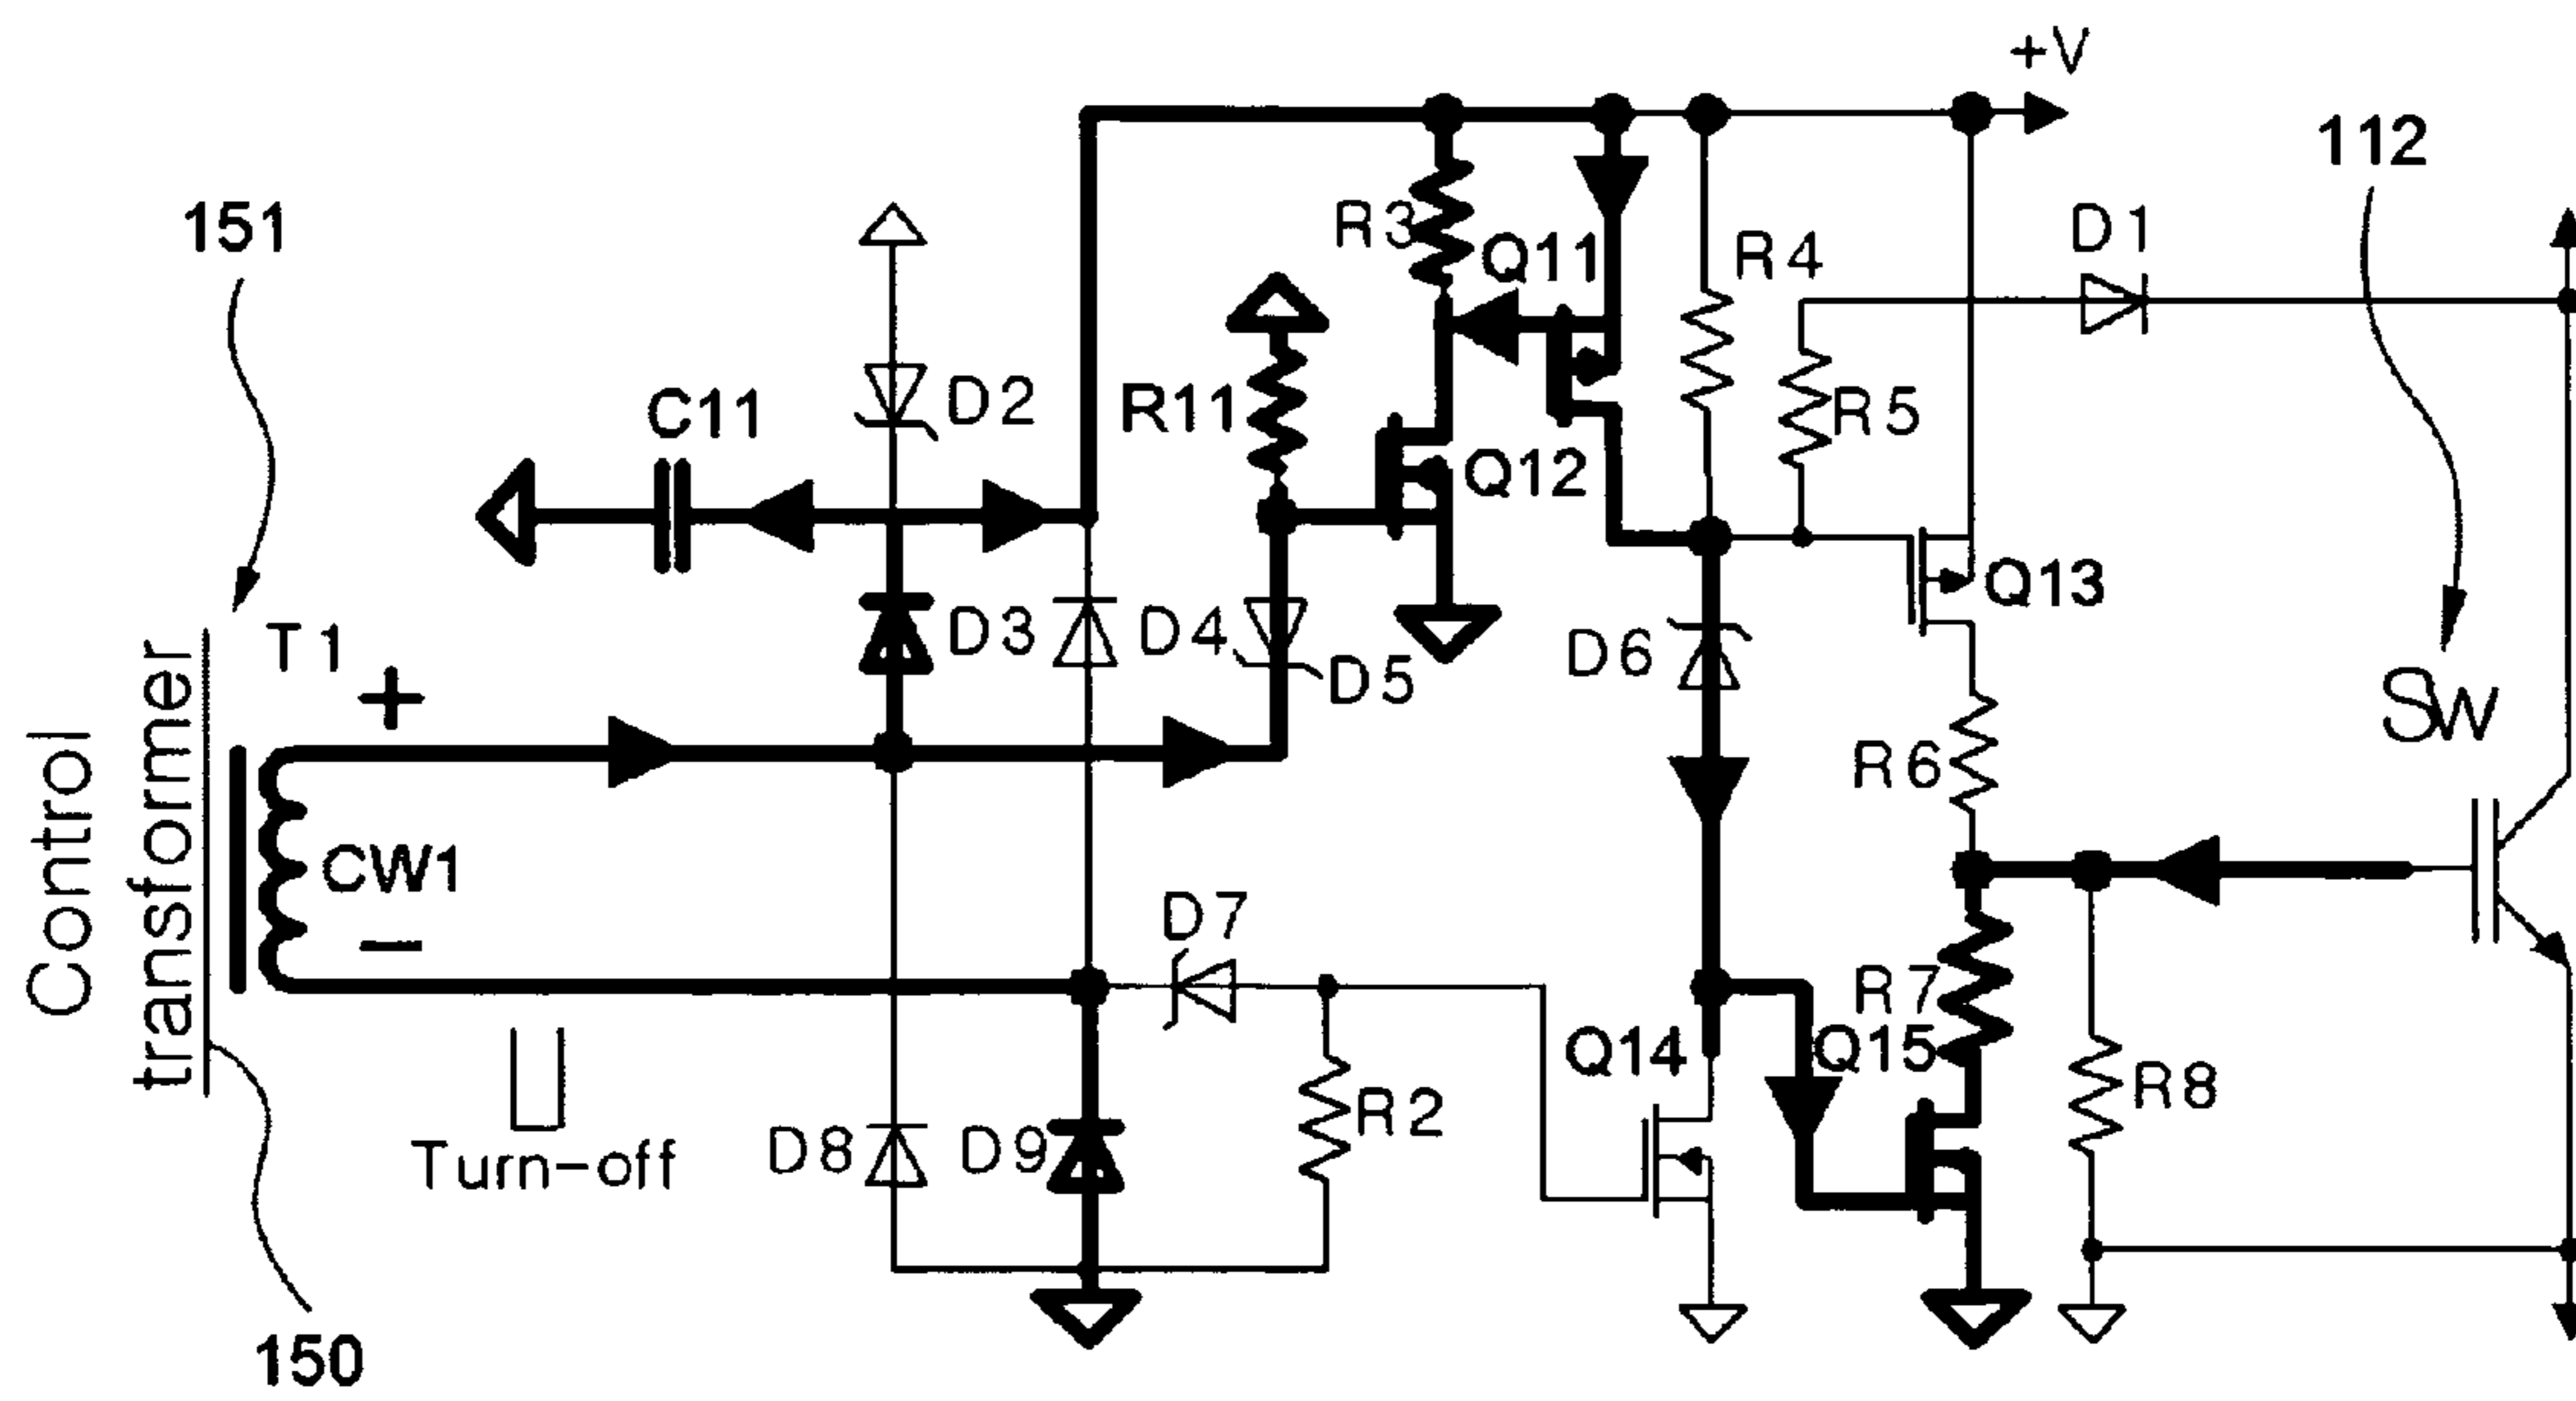 +V
112
151
R3
Q11
R4
D1
C11
D2
R11
R5
Q12
T1
+
D3
D4
D5
D6
Q13
SW
Control
transformer
R6
CW1
−
D7
R7
Q14
Q15
R2
R8
Turn-off
D8
D9
150